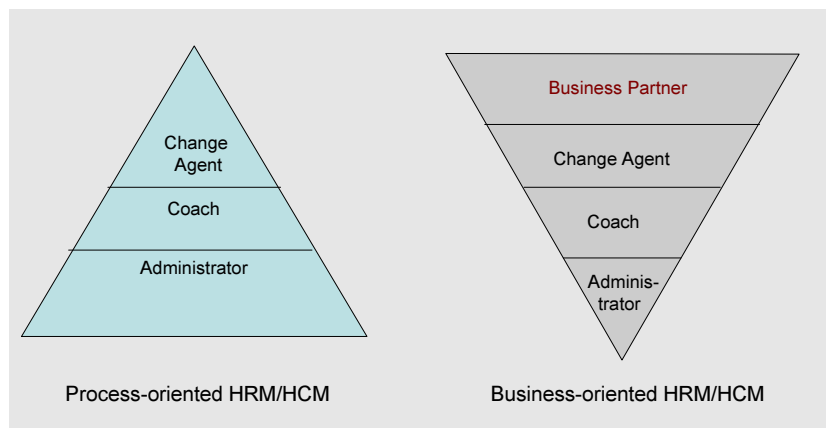 Change
Agent
Coach
Administrator
Process-oriented HRM/HCM
Business Partner
Change Agent
Coach
Adminis-
trator
Business-oriented HRM/HCM